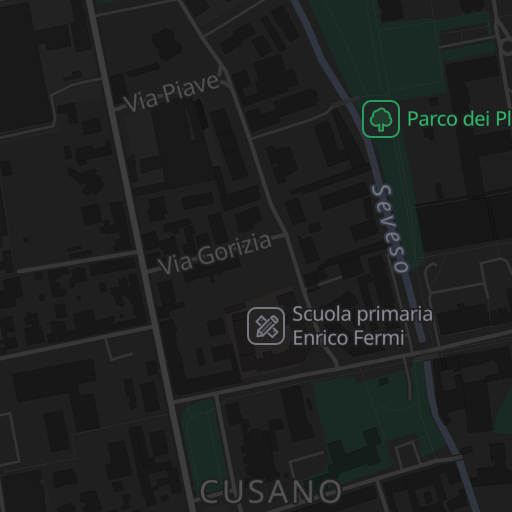 Via Piave
Parco dei Pl
Seveso
Via Gorizia
Scuola primaria
Enrico Fermi
CUSANO